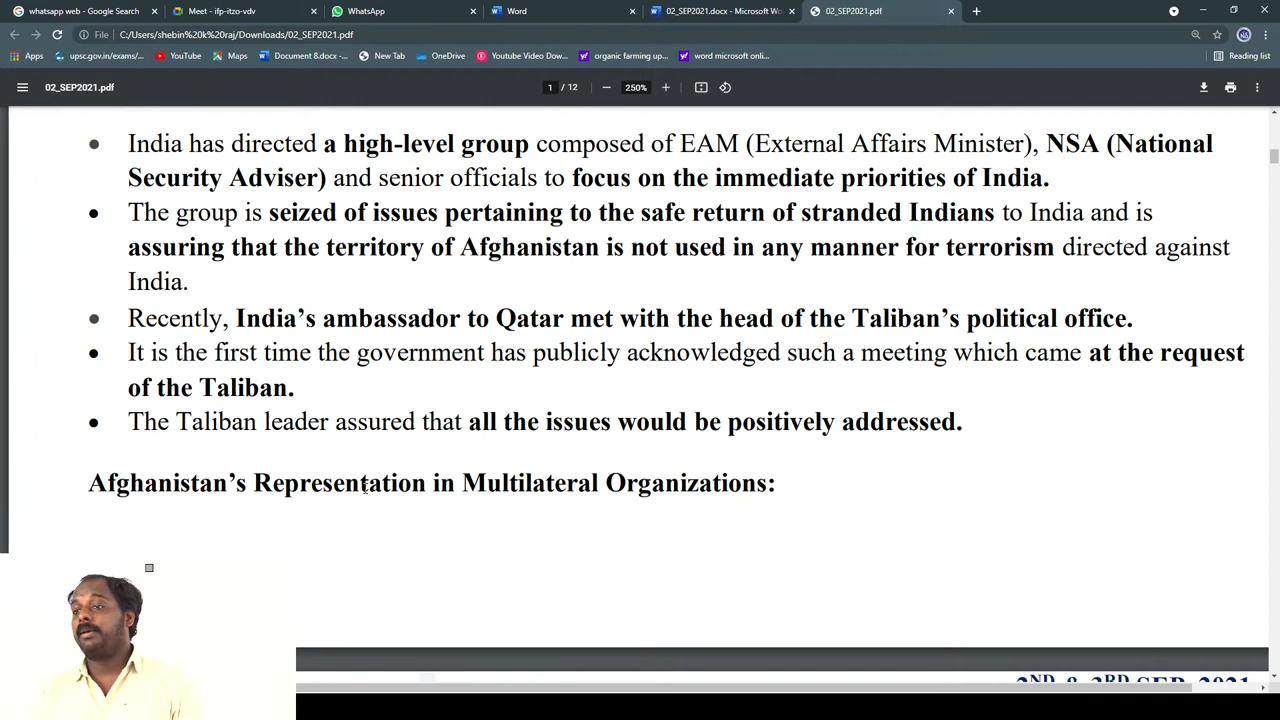 whatsapp web - Google Search
Meet - ifp-itzo-vdv
WhatsApp
Word
02_SEP2021.docx - Microsoft Wor
02_SEP2021.pdf
File
C:/Users/shebin%20k%20raj/Downloads/02_SEP2021.pdf
Apps
upsc.gov.in/exams/...
YouTube
Maps
Document 8.docx -...
New Tab
OneDrive
Youtube Video Dow...
organic farming up...
word microsoft onli...
Reading list
02_SEP2021.pdf
1 / 12
250%
• India has directed a high-level group composed of EAM (External Affairs Minister), NSA (National
Security Adviser) and senior officials to focus on the immediate priorities of India.
• The group is seized of issues pertaining to the safe return of stranded Indians to India and is
assuring that the territory of Afghanistan is not used in any manner for terrorism directed against
India.
• Recently, India’s ambassador to Qatar met with the head of the Taliban’s political office.
• It is the first time the government has publicly acknowledged such a meeting which came at the request
of the Taliban.
• The Taliban leader assured that all the issues would be positively addressed.
Afghanistan’s Representation in Multilateral Organizations:
2ND & 3RD SEP, 2021